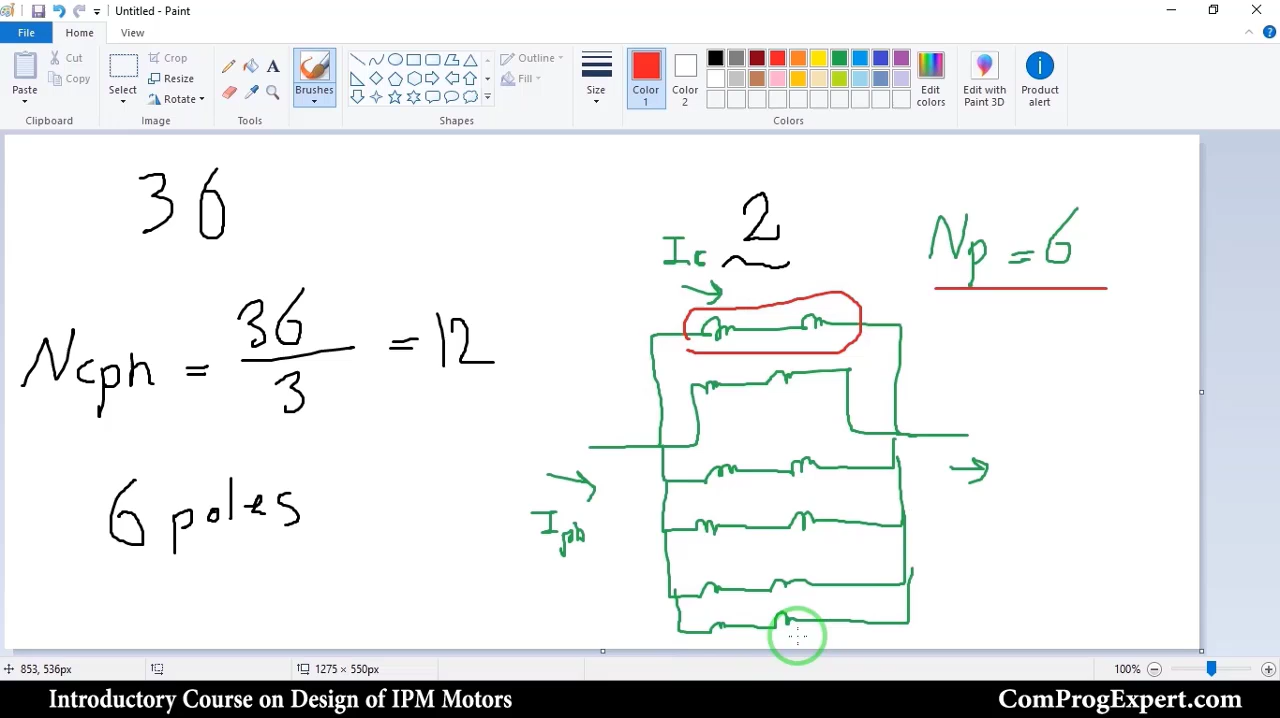 Untitled - Paint
File
Home
View
Paste
Cut
Copy
Clipboard
Select
Crop
Resize
Rotate
Image
Tools
Brushes
Shapes
Outline
Fill
Size
Color 1
Color 2
Colors
Edit colors
Edit with Paint 3D
Product alert
36
Ncph = 36/3 = 12
6 poles
2
Ic
Iph
Np = 6
853, 536px
1275 × 550px
100%
Introductory Course on Design of IPM Motors
ComProgExpert.com